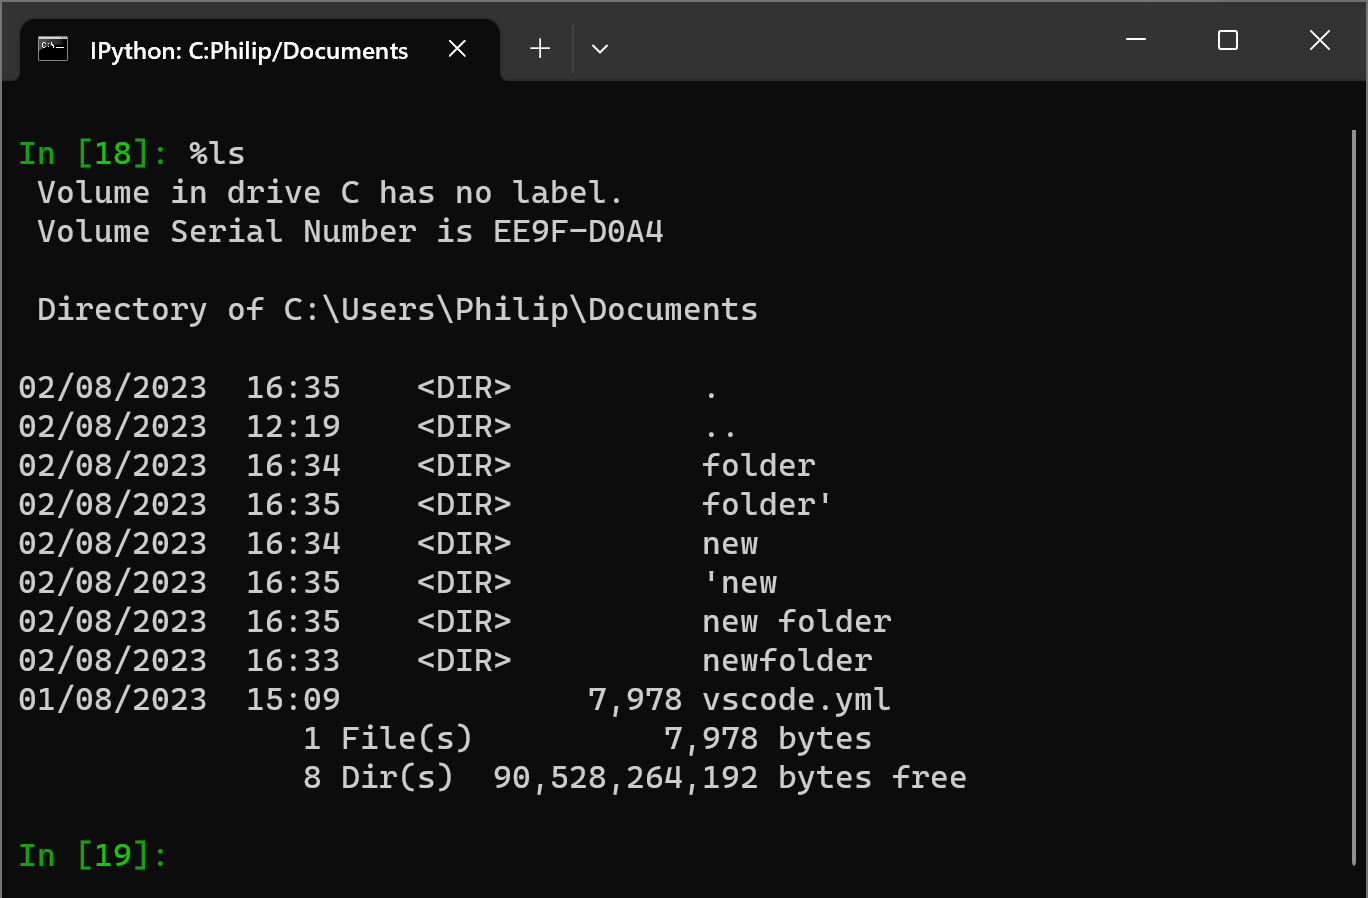 IPython: C:Philip/Documents
In [18]: %ls
 Volume in drive C has no label.
 Volume Serial Number is EE9F-D0A4

 Directory of C:\Users\Philip\Documents

02/08/2023  16:35    <DIR>          .
02/08/2023  12:19    <DIR>          ..
02/08/2023  16:34    <DIR>          folder
02/08/2023  16:35    <DIR>          folder'
02/08/2023  16:34    <DIR>          new
02/08/2023  16:35    <DIR>          'new
02/08/2023  16:35    <DIR>          new folder
02/08/2023  16:33    <DIR>          newfolder
01/08/2023  15:09             7,978 vscode.yml
               1 File(s)          7,978 bytes
               8 Dir(s)  90,528,264,192 bytes free

In [19]: